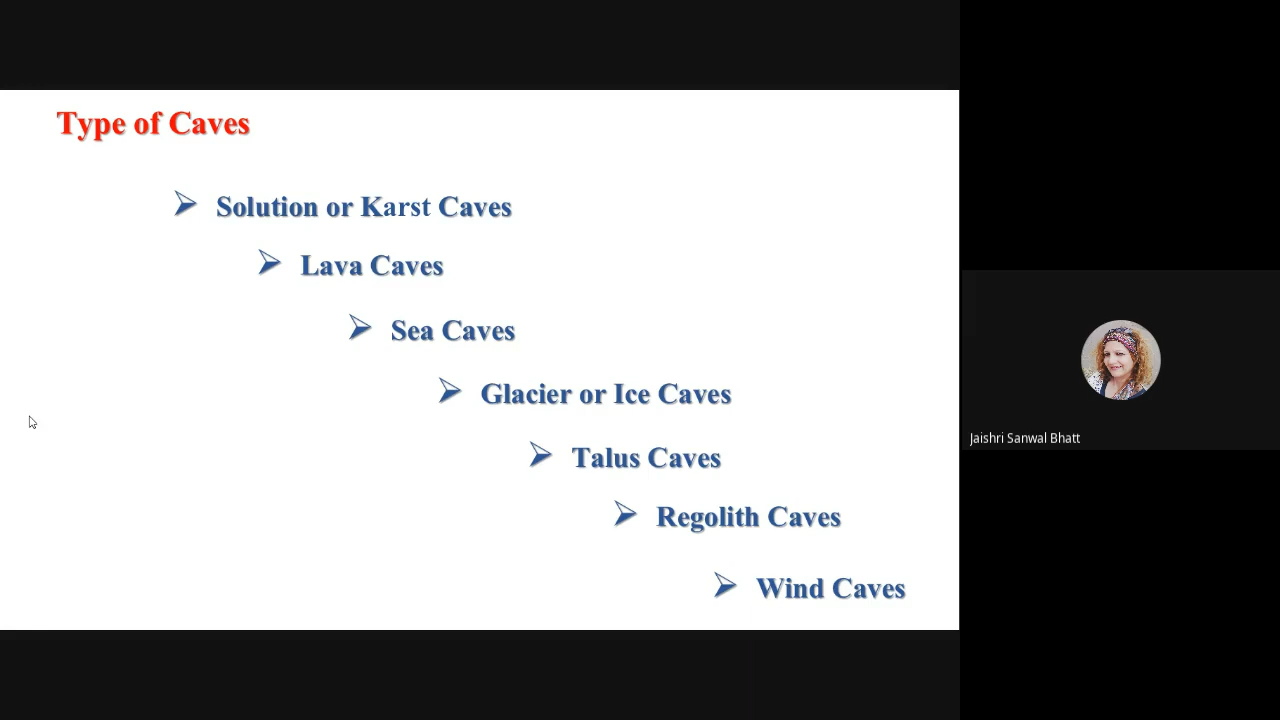 Type of Caves
Solution or Karst Caves
Lava Caves
Sea Caves
Glacier or Ice Caves
Talus Caves
Regolith Caves
Wind Caves
Jaishri Sanwal Bhatt